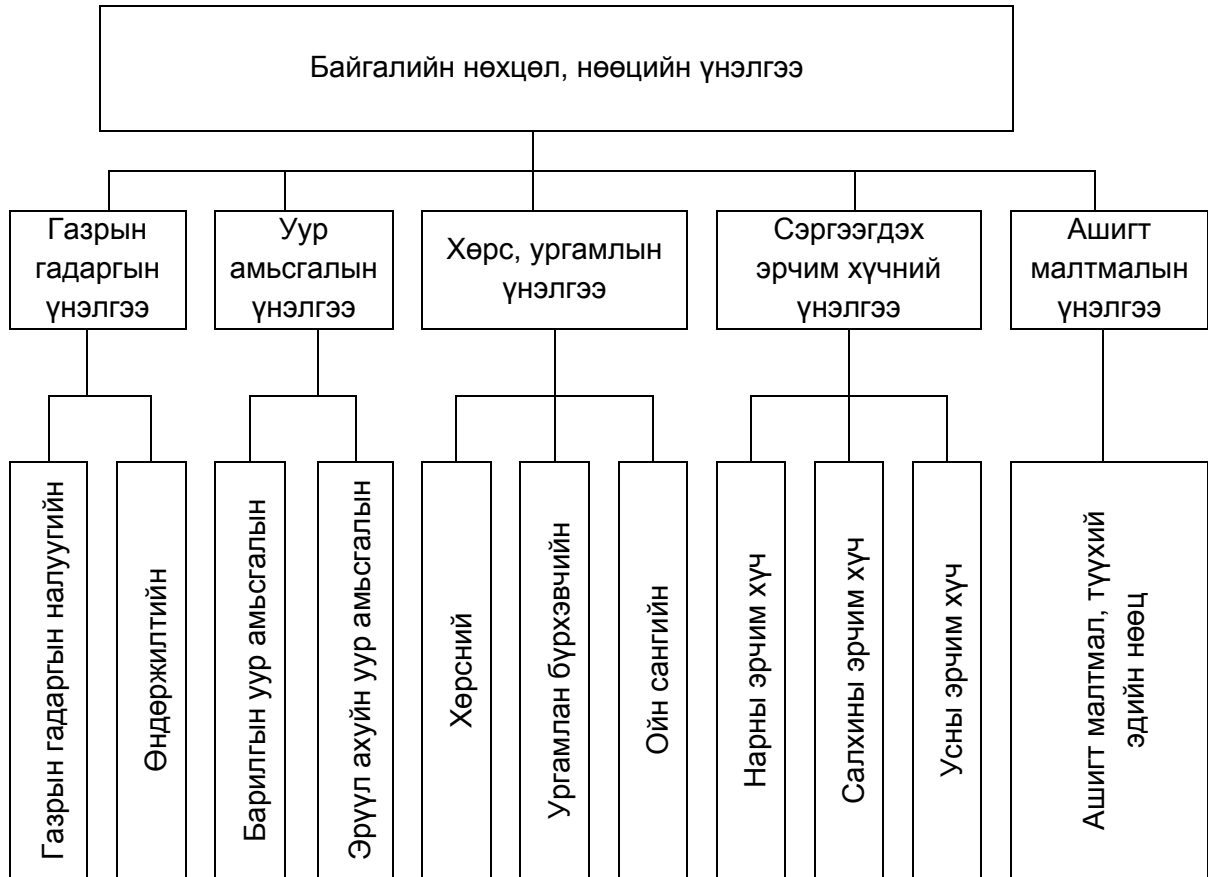 Байгалийн нөхцөл, нөөцийн үнэлгээ
Газрын
гадаргын
үнэлгээ
Уур
амьсгалын
үнэлгээ
Хөрс, ургамлын
үнэлгээ
Сэргээгдэх
эрчим хүчний
үнэлгээ
Ашигт
малтмалын
үнэлгээ
Газрын гадаргын налуугийн
Өндөржилтийн
Барилгын уур амьсгалын
Эрүүл ахуйн уур амьсгалын
Хөрсний
Ургамлан бүрхэвчийн
Ойн сангийн
Нарны эрчим хүч
Салхины эрчим хүч
Усны эрчим хүч
Ашигт малтмал, түүхий
эдийн нөөц